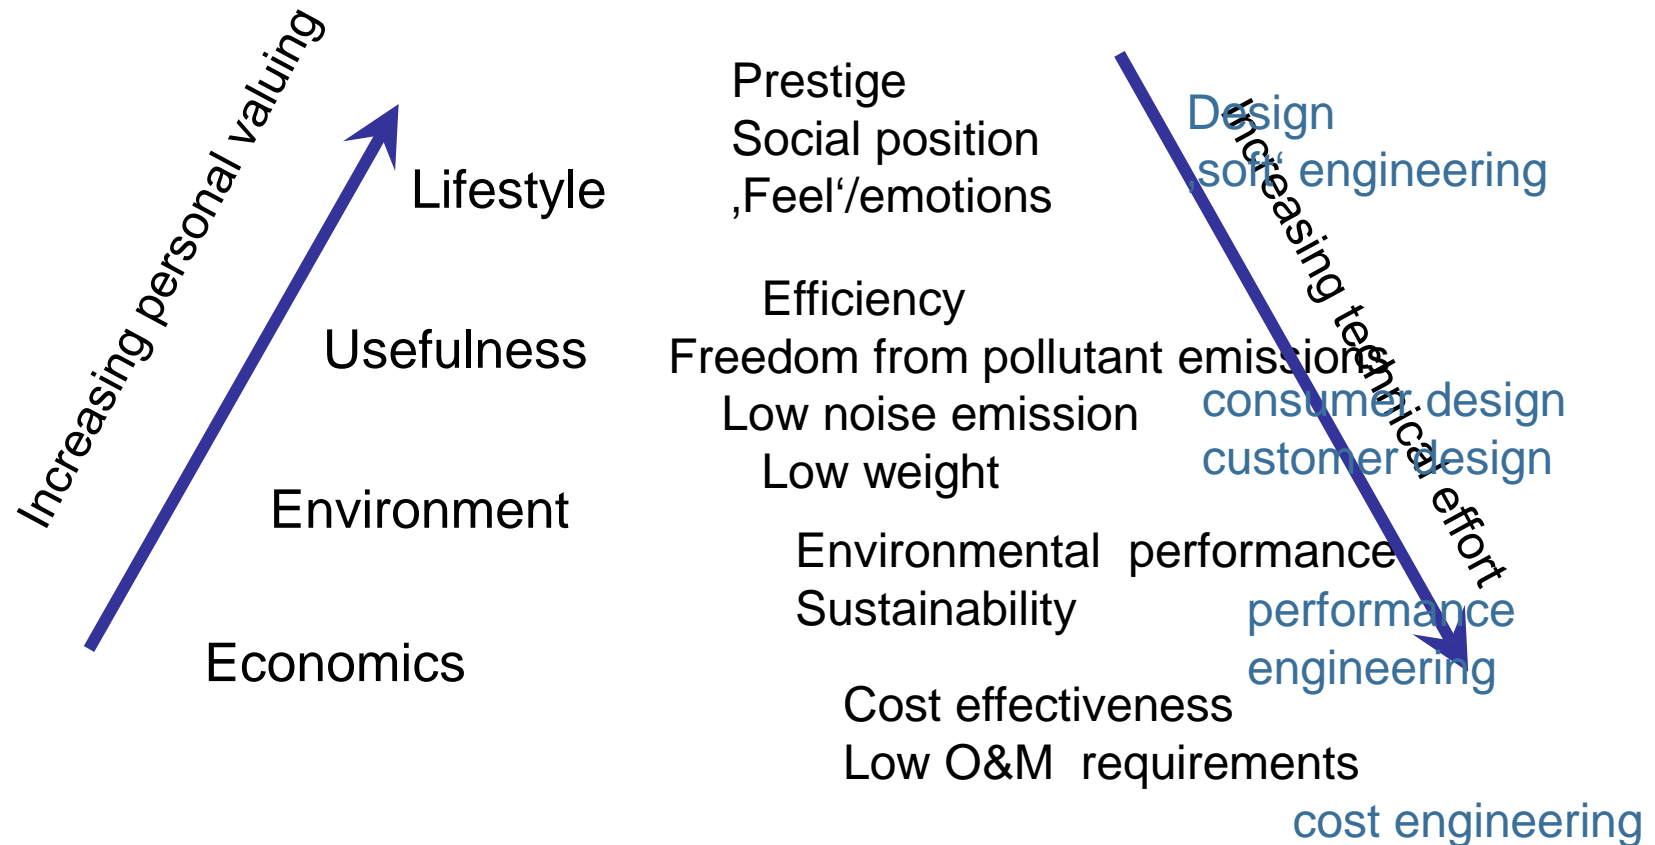 Increasing personal valuing
Lifestyle
Usefulness
Environment
Economics
Prestige
Social position
‚Feel‘/emotions
Efficiency
Freedom from pollutant emissions
Low noise emission
Low weight
Environmental performance
Sustainability
Cost effectiveness
Low O&M requirements
Increasing technical effort
Design
‚soft‘ engineering
consumer design
customer design
performance
engineering
cost engineering